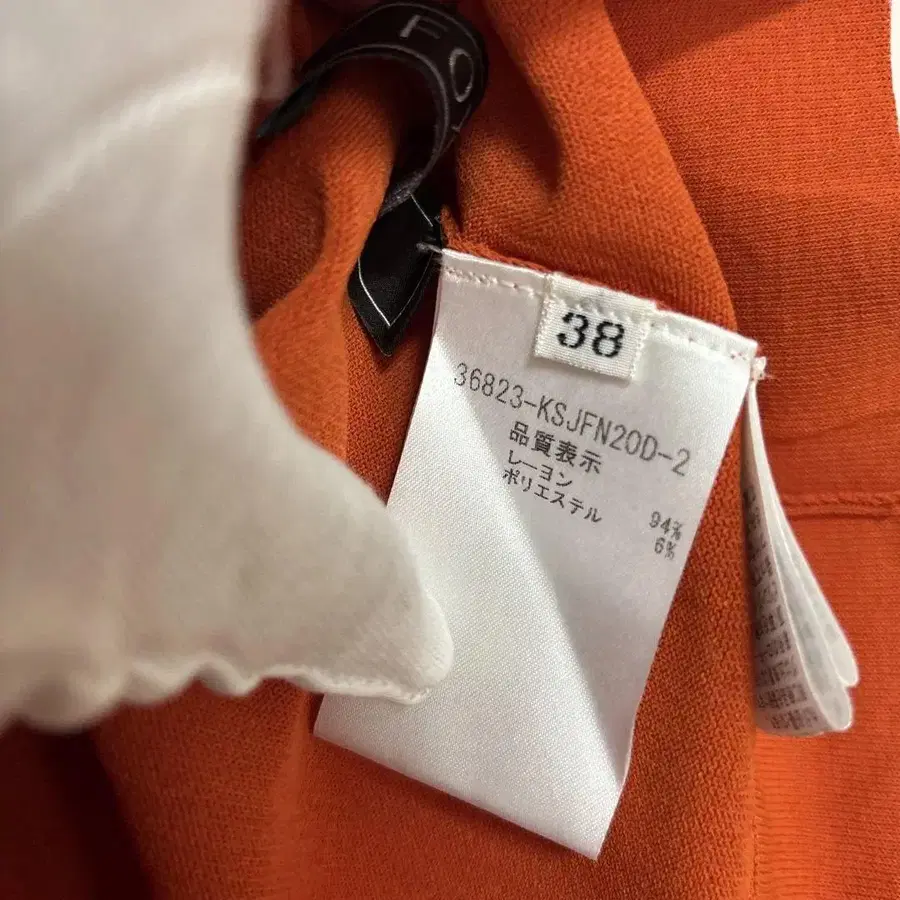 FO
38
36823-KSJFN20D-2
品質表示
レーヨン 94%
ポリエステル 6%